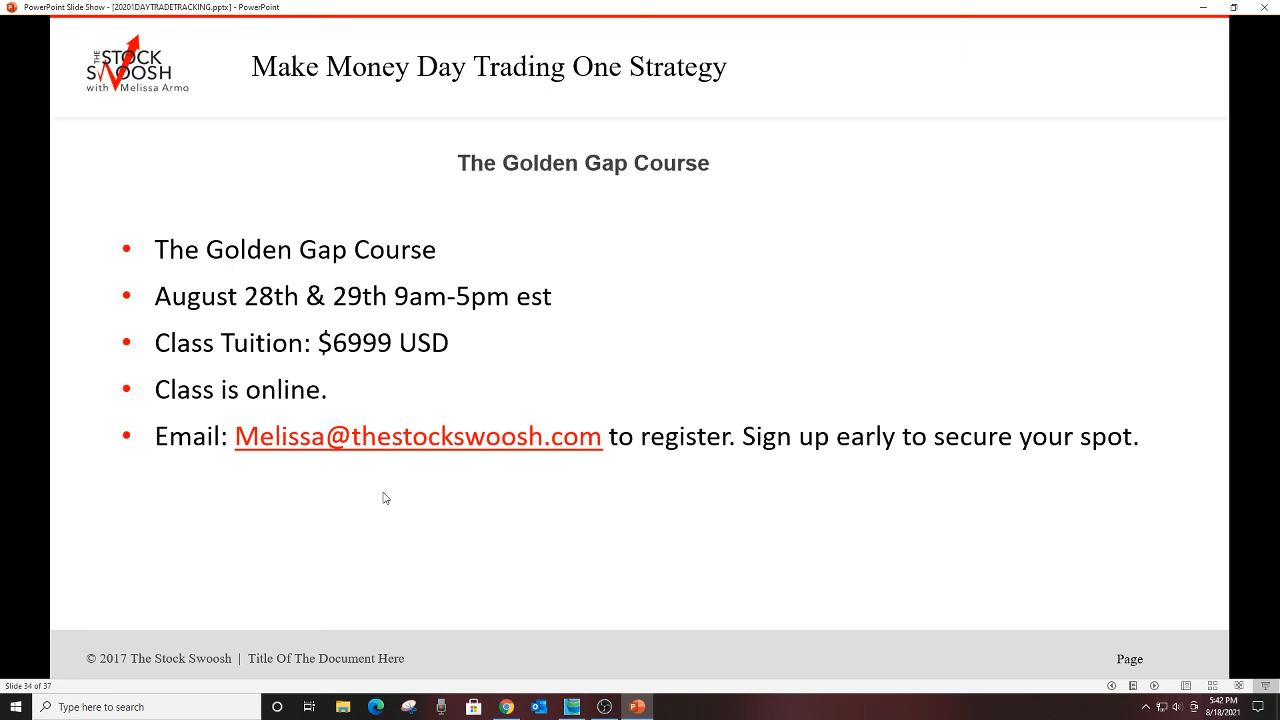 PowerPoint Slide Show - [20201DAYTRADETRACKING.pptx] - PowerPoint
THE STOCK
SWOOSH
with Melissa Armo
Make Money Day Trading One Strategy
The Golden Gap Course
• The Golden Gap Course
• August 28th & 29th 9am-5pm est
• Class Tuition: $6999 USD
• Class is online.
• Email: Melissa@thestockswoosh.com to register. Sign up early to secure your spot.
© 2017 The Stock Swoosh | Title Of The Document Here
Page
Slide 34 of 37
Type here to search
5:42 PM
8/18/2021